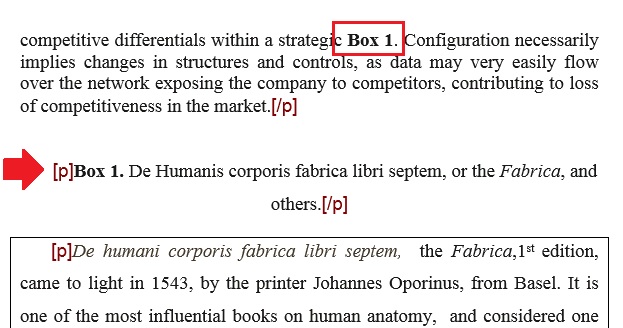 competitive differentials within a strategic Box 1. Configuration necessarily
implies changes in structures and controls, as data may very easily flow
over the network exposing the company to competitors, contributing to loss
of competitiveness in the market.[/p]
[p]Box 1. De Humanis corporis fabrica libri septem, or the Fabrica, and
others.[/p]
[p]De humani corporis fabrica libri septem, the Fabrica,1st edition,
came to light in 1543, by the printer Johannes Oporinus, from Basel. It is
one of the most influential books on human anatomy, and considered one